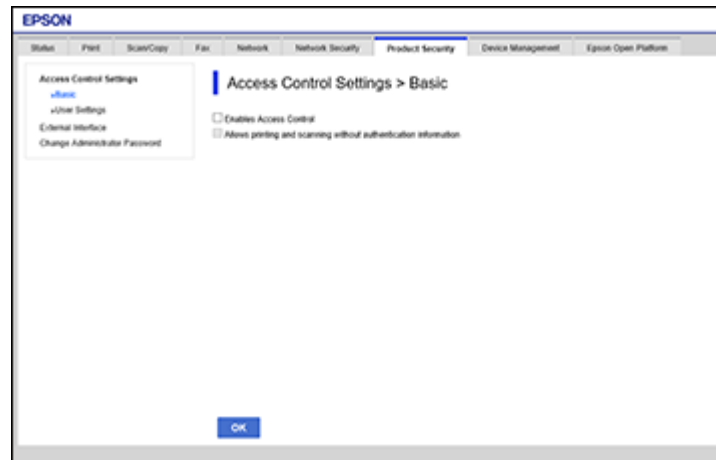 EPSON
Status Print Scan/Copy Fax Network Network Security Product Security Device Management Epson Open Platform
Access Control Settings
»Basic
»User Settings
External Interface
Change Administrator Password
Access Control Settings > Basic
Enables Access Control
Allows printing and scanning without authentication information
OK